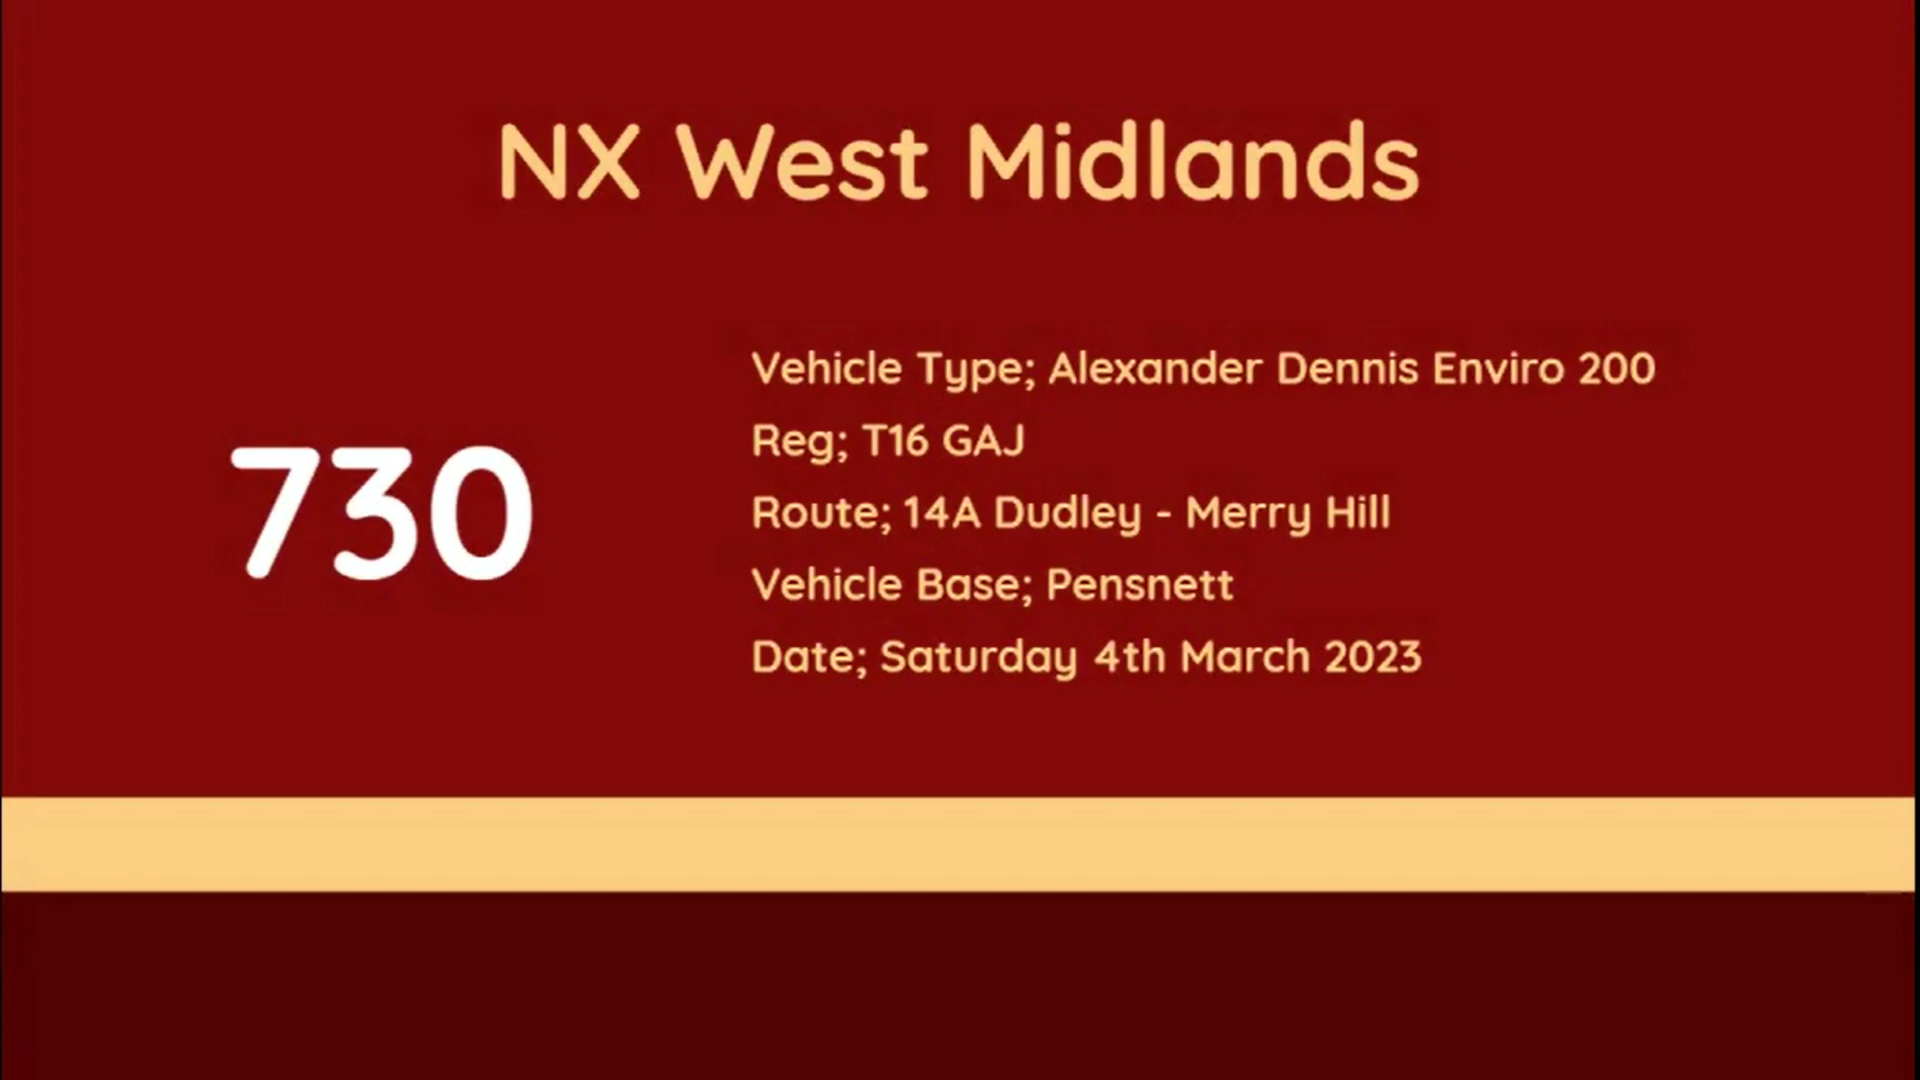 NX West Midlands
730
Vehicle Type; Alexander Dennis Enviro 200
Reg; T16 GAJ
Route; 14A Dudley - Merry Hill
Vehicle Base; Pensnett
Date; Saturday 4th March 2023